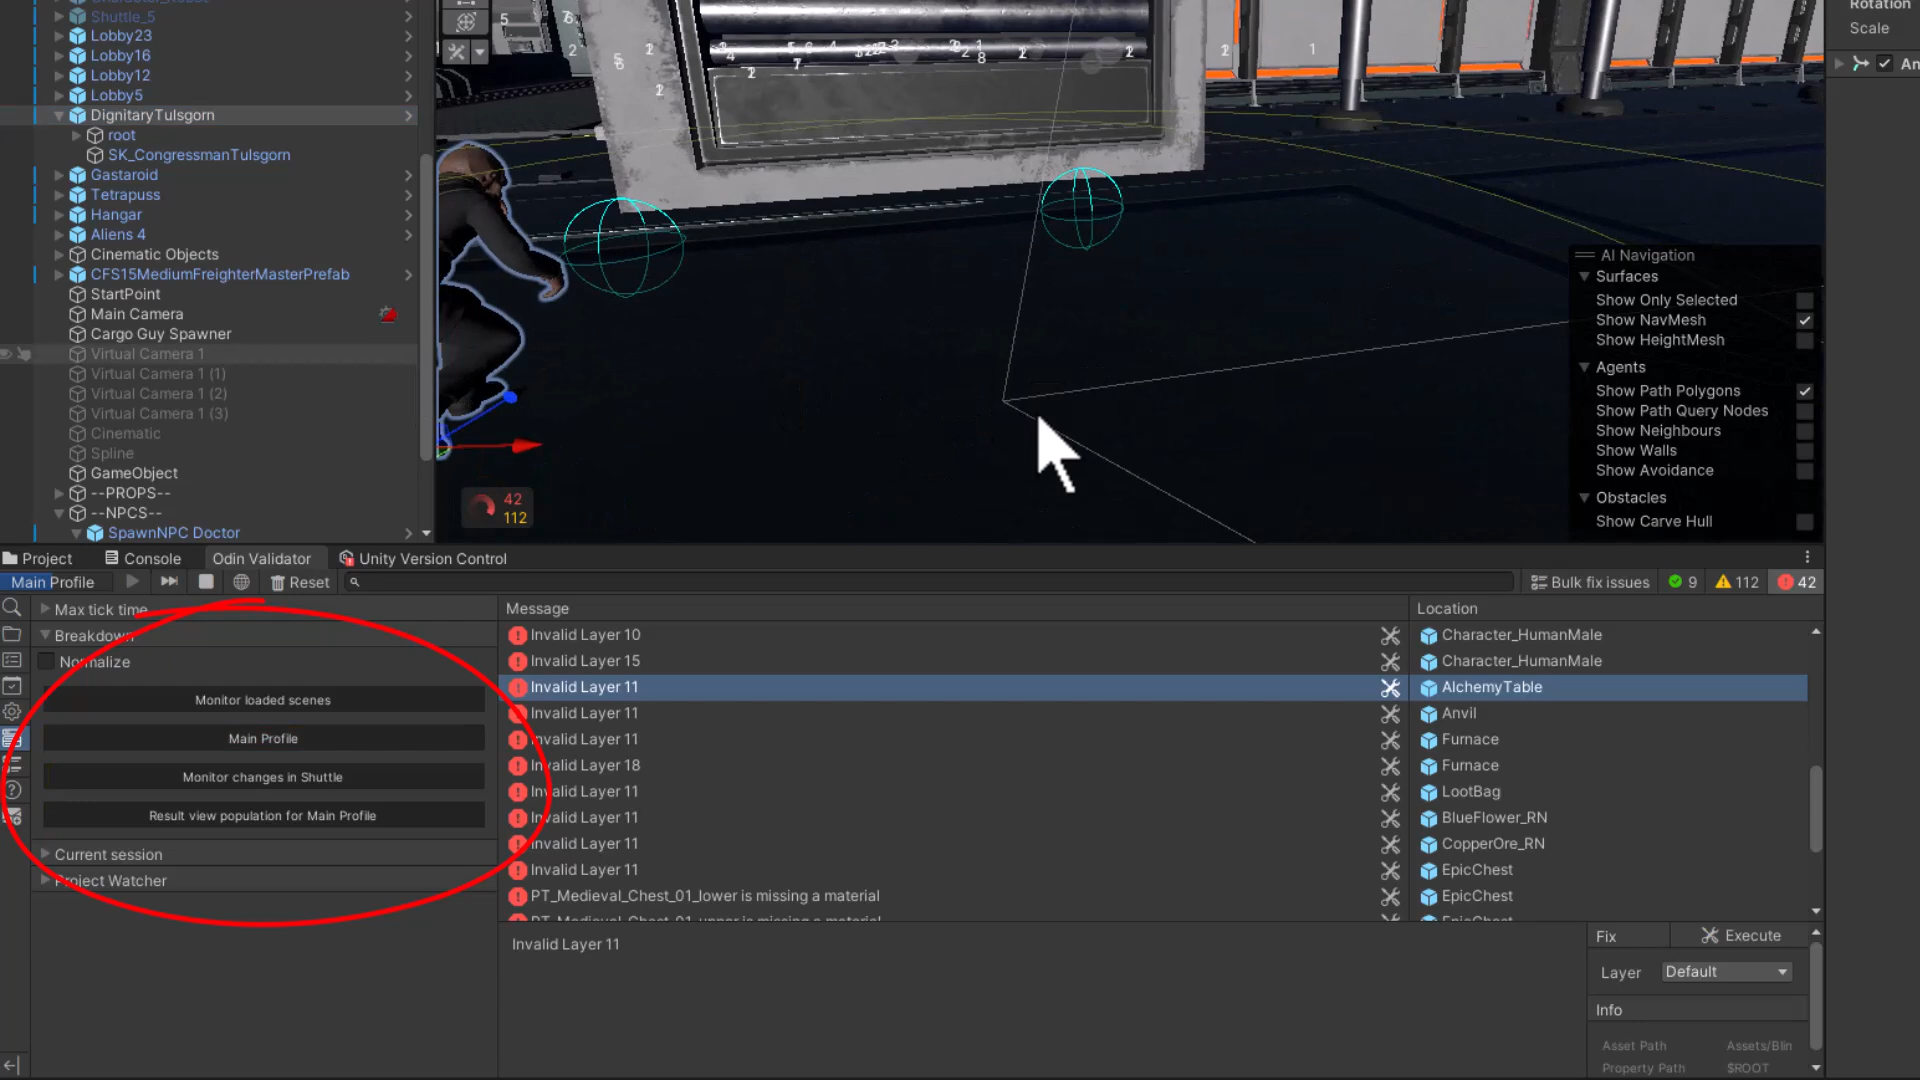 Shuttle_5
Lobby23
Lobby16
Lobby12
Lobby5
DignitaryTulsgorn
root
SK_CongressmanTulsgorn
Gastaroid
Tetrapuss
Hangar
Aliens 4
Cinematic Objects
CFS15MediumFreighterMasterPrefab
StartPoint
Main Camera
Cargo Guy Spawner
Virtual Camera 1
Virtual Camera 1 (1)
Virtual Camera 1 (2)
Virtual Camera 1 (3)
Cinematic
Spline
GameObject
--PROPS--
--NPCS--
SpawnNPC Doctor
42
112
AI Navigation
Surfaces
Show Only Selected
Show NavMesh
Show HeightMesh
Agents
Show Path Polygons
Show Path Query Nodes
Show Neighbours
Show Walls
Show Avoidance
Obstacles
Show Carve Hull
Rotation
Scale
An
Project Console Odin Validator Unity Version Control
Main Profile Reset Bulk fix issues 9 112 42
Max tick time
Breakdown
Normalize
Monitor loaded scenes
Main Profile
Monitor changes in Shuttle
Result view population for Main Profile
Current session
Project Watcher
Message Location
Invalid Layer 10 Character_HumanMale
Invalid Layer 15 Character_HumanMale
Invalid Layer 11 AlchemyTable
Invalid Layer 11 Anvil
Invalid Layer 11 Furnace
Invalid Layer 18 Furnace
Invalid Layer 11 LootBag
Invalid Layer 11 BlueFlower_RN
Invalid Layer 11 CopperOre_RN
Invalid Layer 11 EpicChest
PT_Medieval_Chest_01_lower is missing a material EpicChest
PT_Medieval_Chest_01_upper is missing a material EpicChest
Invalid Layer 11
Fix Execute
Layer Default
Info
Asset Path Assets/Blin
Property Path $ROOT